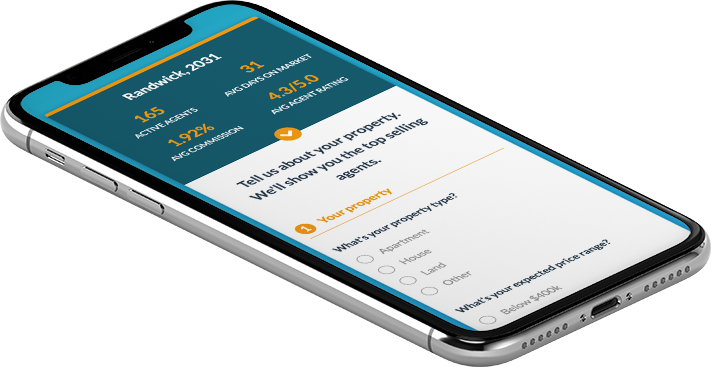 Randwick, 2031
165
ACTIVE AGENTS
31
AVG DAYS ON MARKET
1.92%
AVG COMMISSION
4.3/5.0
AVG AGENT RATING
Tell us about your property.
We'll show you the top selling
agents.
1 Your property
What's your property type?
Apartment
House
Land
Other
What's your expected price range?
Below $400k